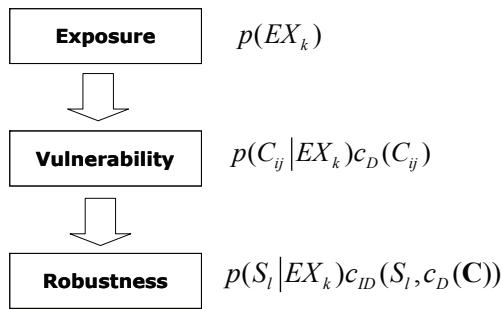 Exposure p(EX_k)
Vulnerability p(C_ij|EX_k)c_D(C_ij)
Robustness p(S_l|EX_k)c_ID(S_l, c_D(C))